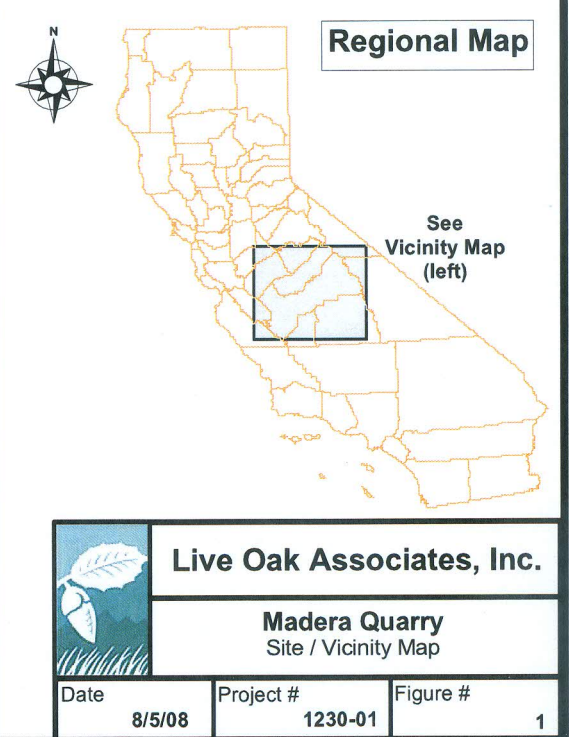 N
Regional Map
See
Vicinity Map
(left)
Live Oak Associates, Inc.
Madera Quarry
Site / Vicinity Map
Date
8/5/08
Project #
1230-01
Figure #
1